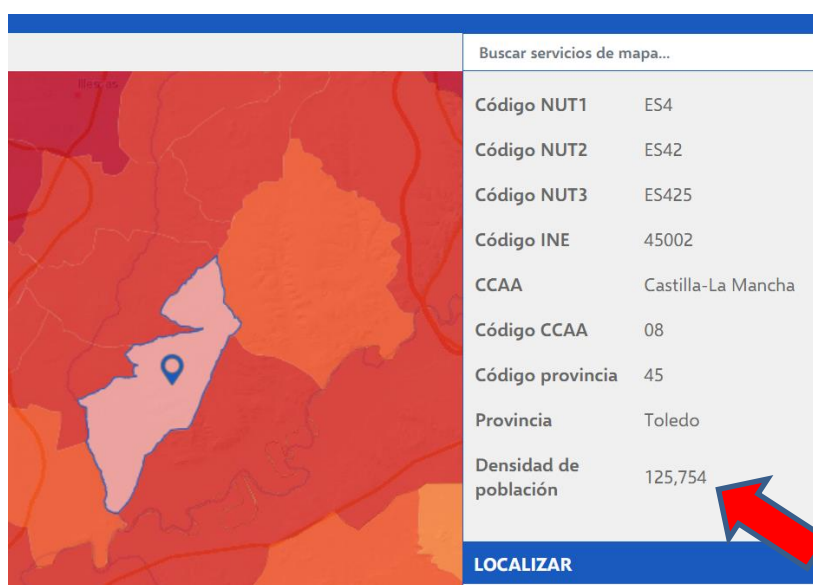 Buscar servicios de mapa...
Illescas
Código NUT1 ES4
Código NUT2 ES42
Código NUT3 ES425
Código INE 45002
CCAA Castilla-La Mancha
Código CCAA 08
Código provincia 45
Provincia Toledo
Densidad de
población 125,754
LOCALIZAR